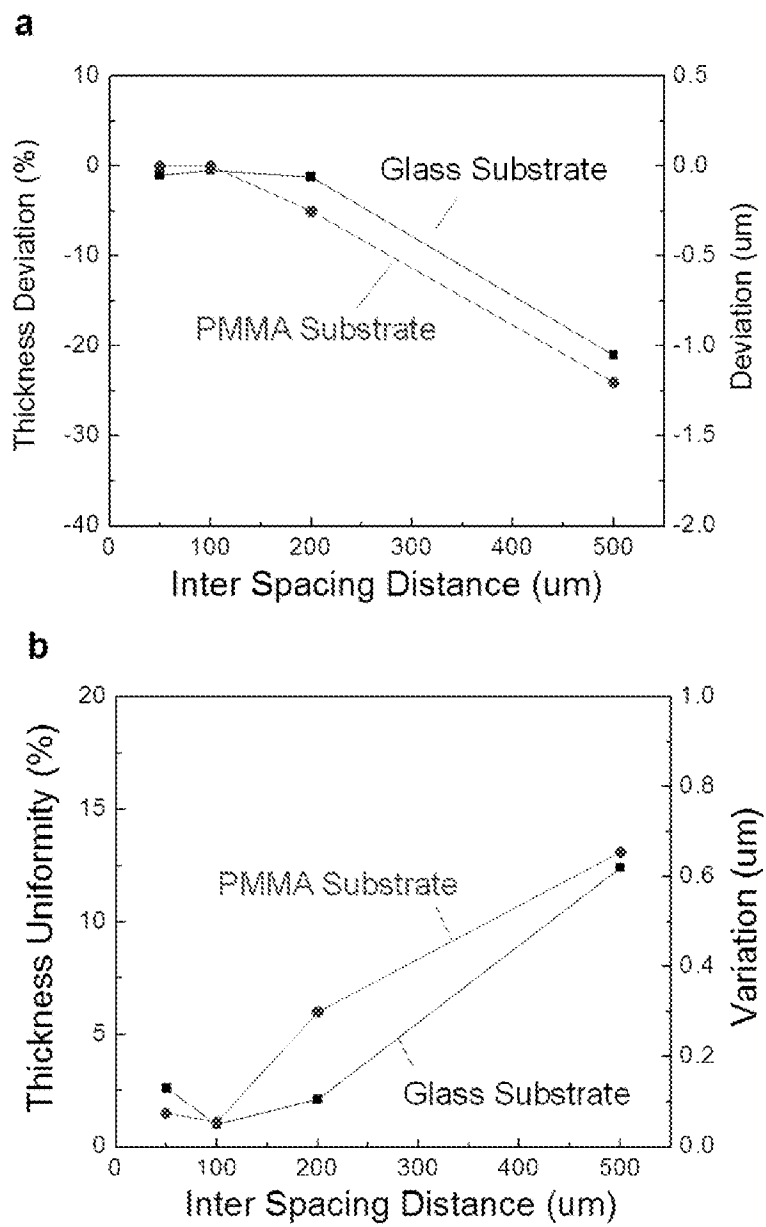 a
10
0
-10
-20
-30
-40
Thickness Deviation (%)
0.5
0.0
-0.5
-1.0
-1.5
-2.0
Deviation (um)
Glass Substrate
PMMA Substrate
0 100 200 300 400 500
Inter Spacing Distance (um)
b
20
15
10
5
0
Thickness Uniformity (%)
1.0
0.8
0.6
0.4
0.2
0.0
Variation (um)
PMMA Substrate
Glass Substrate
0 100 200 300 400 500
Inter Spacing Distance (um)